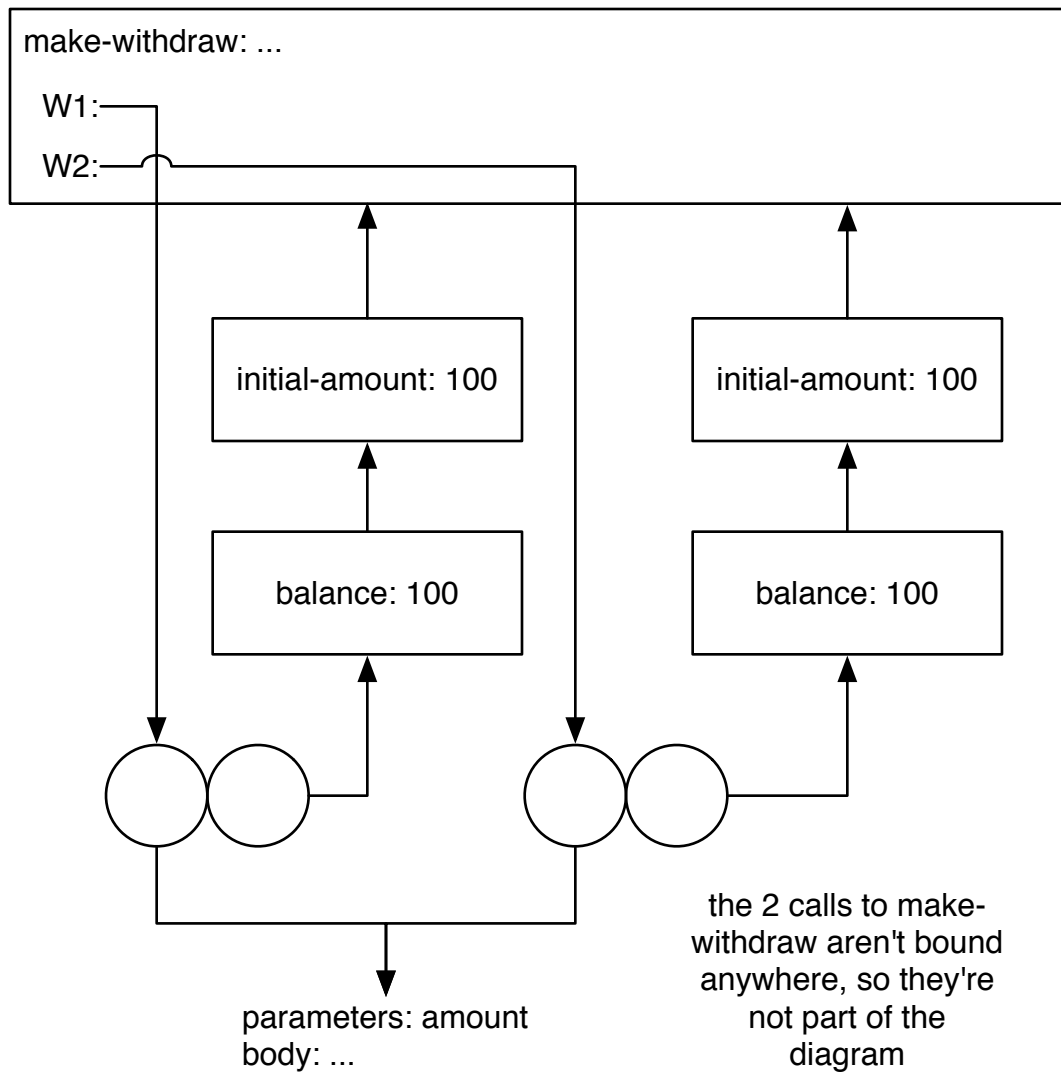 make-withdraw: ...
W1:
W2:
initial-amount: 100
initial-amount: 100
balance: 100
balance: 100
the 2 calls to make-
withdraw aren't bound
anywhere, so they're
not part of the
diagram
parameters: amount
body: ...